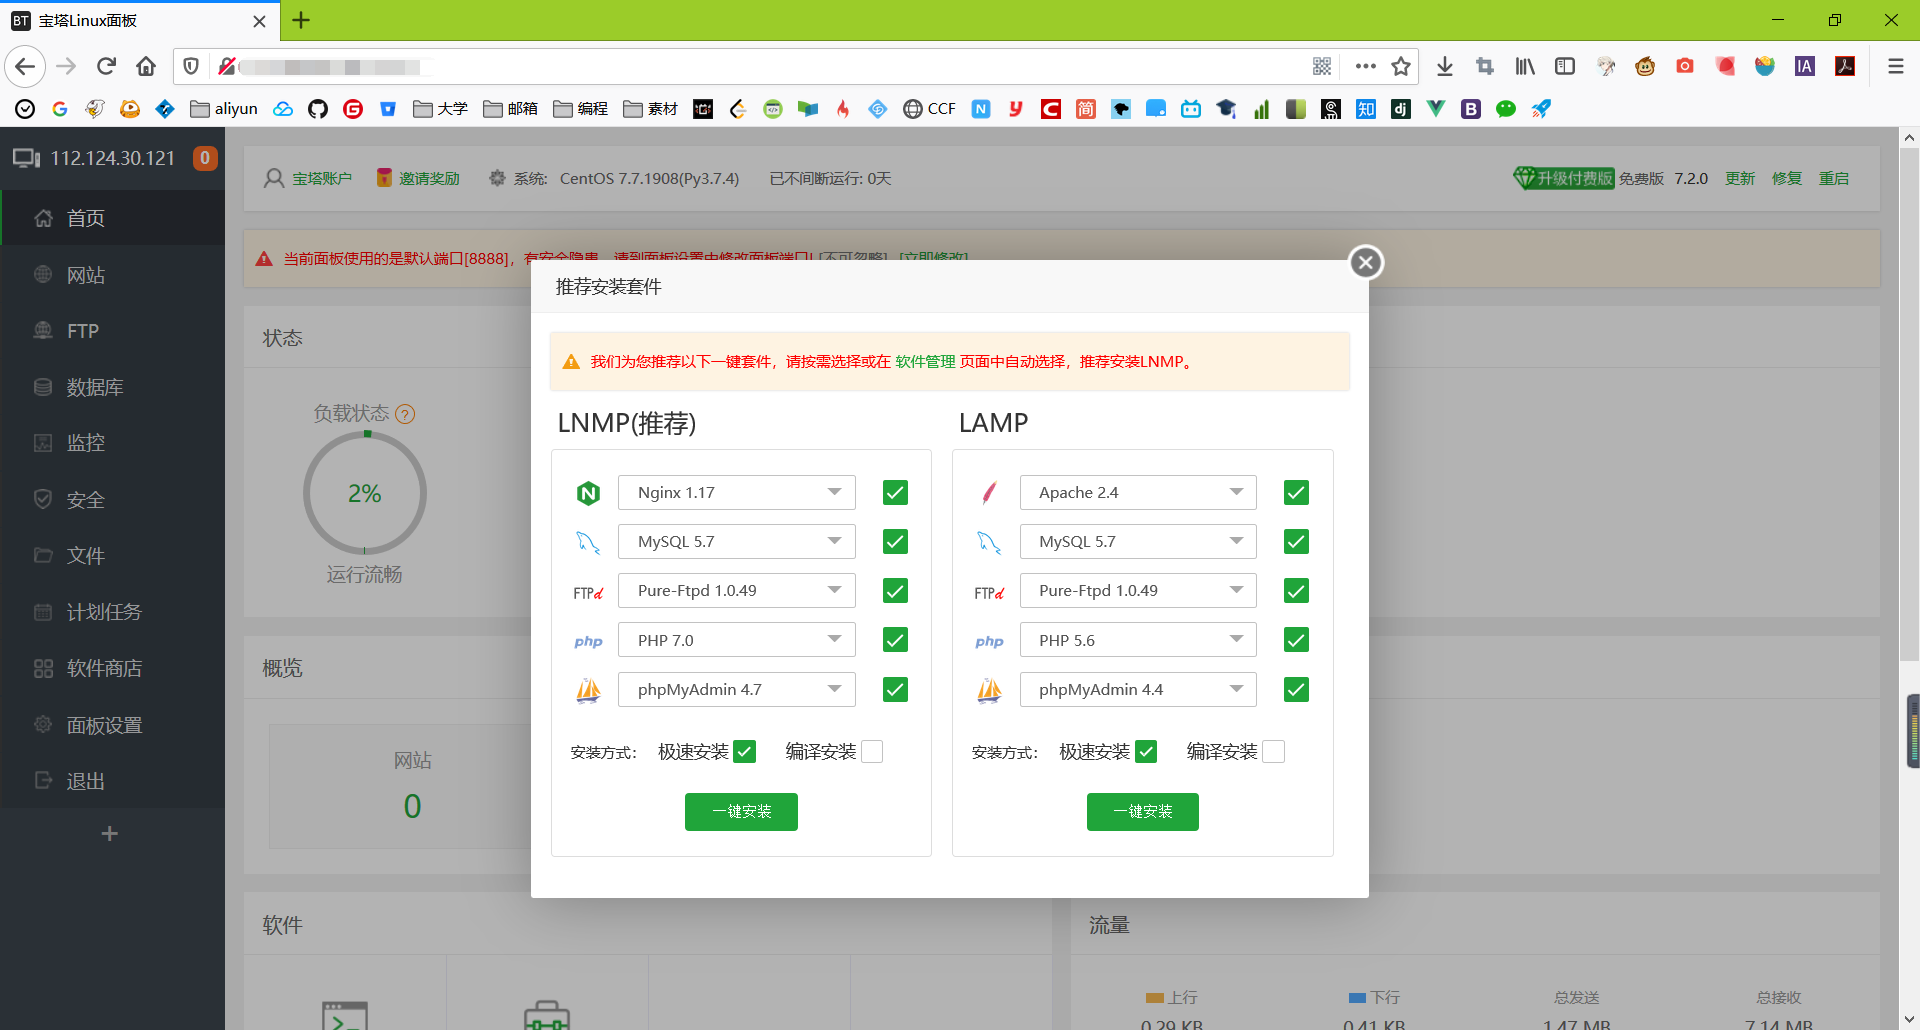 宝塔Linux面板
aliyun 大学 邮箱 编程 素材 CCF
112.124.30.121 0
首页
网站
FTP
数据库
监控
安全
文件
计划任务
软件商店
面板设置
退出
宝塔账户 邀请奖励 系统: CentOS 7.7.1908(Py3.7.4) 已不间断运行: 0天 升级付费版 免费版 7.2.0 更新 修复 重启
当前面板使用的是默认端口[8888]，有安全隐患，请到面板设置中修改面板端口! [不可忽略] [立即修改]
状态
负载状态 ?
2%
运行流畅
概览
网站
0
软件
流量
上行 下行 总发送 总接收
0.29 KB 0.41 KB 1.47 MB 7.14 MB
推荐安装套件
我们为您推荐以下一键套件，请按需选择或在 软件管理 页面中自动选择，推荐安装LNMP。
LNMP(推荐)
Nginx 1.17
MySQL 5.7
FTPd Pure-Ftpd 1.0.49
php PHP 7.0
phpMyAdmin 4.7
安装方式： 极速安装 编译安装
一键安装
LAMP
Apache 2.4
MySQL 5.7
FTPd Pure-Ftpd 1.0.49
php PHP 5.6
phpMyAdmin 4.4
安装方式： 极速安装 编译安装
一键安装